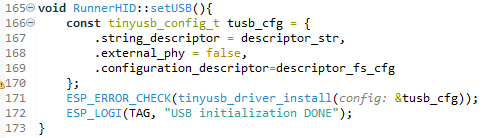 165 void RunnerHID::setUSB(){
166 const tinyusb_config_t tusb_cfg = {
167 .string_descriptor = descriptor_str,
168 .external_phy = false,
169 .configuration_descriptor=descriptor_fs_cfg
170 };
171 ESP_ERROR_CHECK(tinyusb_driver_install(config: &tusb_cfg));
172 ESP_LOGI(TAG, "USB initialization DONE");
173 }